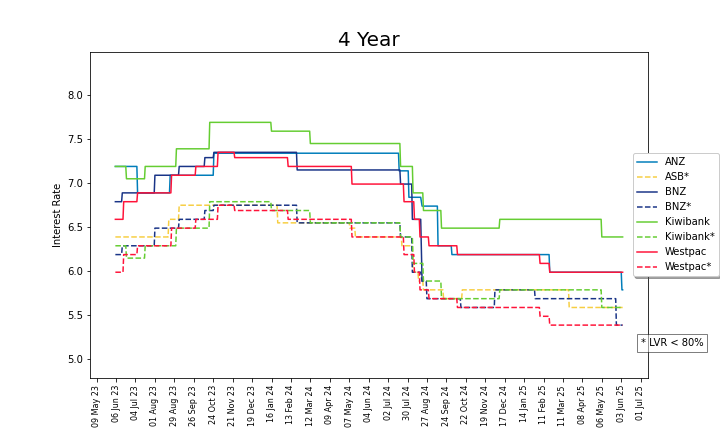 4 Year
Interest Rate
8.0
7.5
7.0
6.5
6.0
5.5
5.0
09 May 23
06 Jun 23
04 Jul 23
01 Aug 23
29 Aug 23
26 Sep 23
24 Oct 23
21 Nov 23
19 Dec 23
16 Jan 24
13 Feb 24
12 Mar 24
09 Apr 24
07 May 24
04 Jun 24
02 Jul 24
30 Jul 24
27 Aug 24
24 Sep 24
22 Oct 24
19 Nov 24
17 Dec 24
14 Jan 25
11 Feb 25
11 Mar 25
08 Apr 25
06 May 25
03 Jun 25
01 Jul 25
ANZ
ASB*
BNZ
BNZ*
Kiwibank
Kiwibank*
Westpac
Westpac*
* LVR < 80%